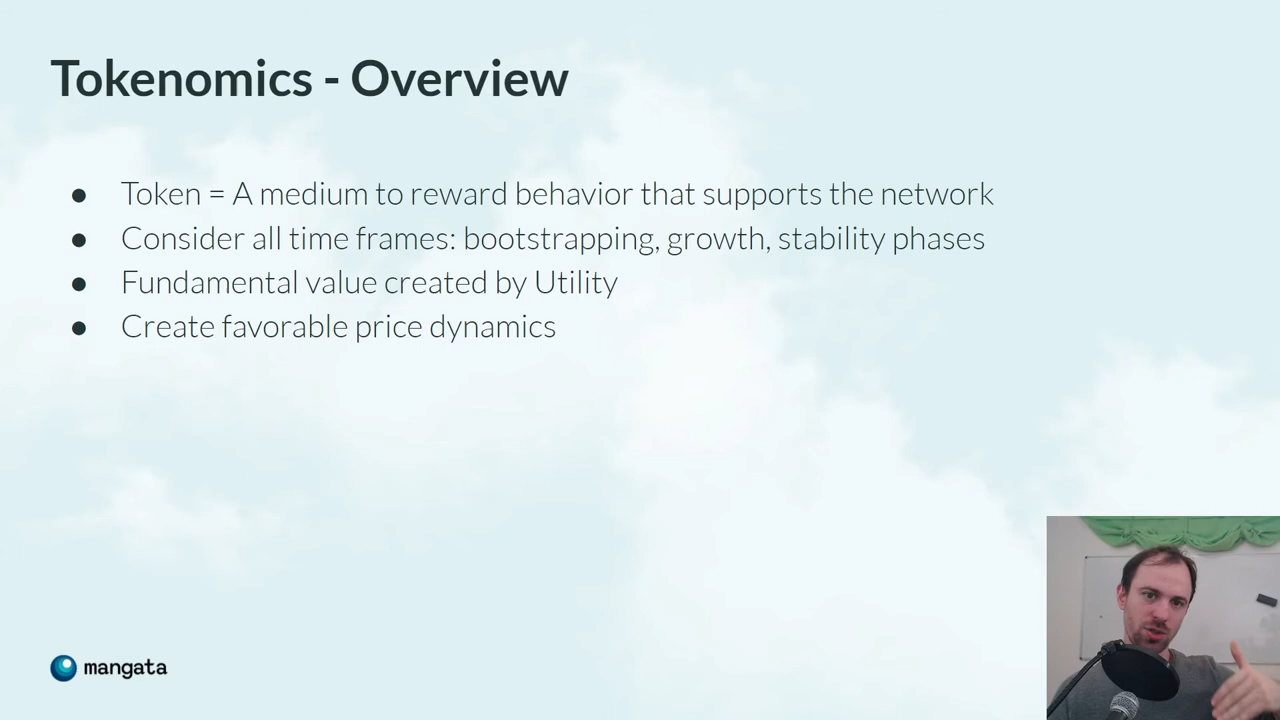 Tokenomics - Overview
● Token = A medium to reward behavior that supports the network
● Consider all time frames: bootstrapping, growth, stability phases
● Fundamental value created by Utility
● Create favorable price dynamics
mangata